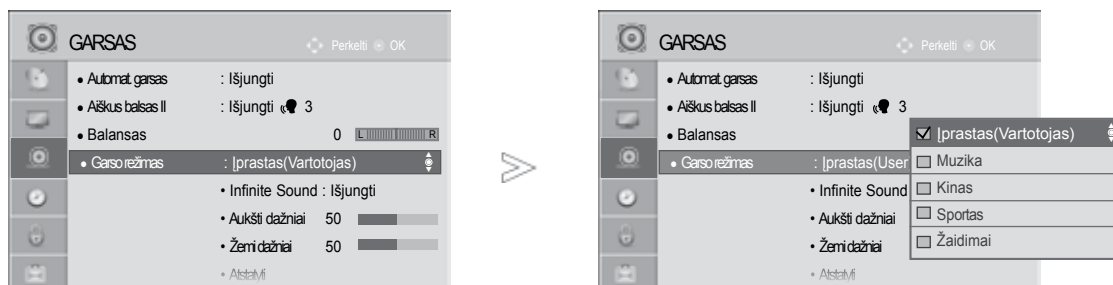 GARSAS
Perkelti OK
• Automat. garsas : Išjungti
• Aiškus balsas II : Išjungti 3
• Balansas 0 L R
• Garso režimas : Įprastas(Vartotojas)
• Infinite Sound : Išjungti
• Aukšti dažniai 50
• Žemi dažniai 50
• Atstatyti
>
GARSAS
Perkelti OK
• Automat. garsas : Išjungti
• Aiškus balsas II : Išjungti 3
• Balansas
• Garso režimas : Įprastas(User
• Infinite Sound
• Aukšti dažniai
• Žemi dažniai
• Atstatyti
Įprastas(Vartotojas)
Muzika
Kinas
Sportas
Žaidimai